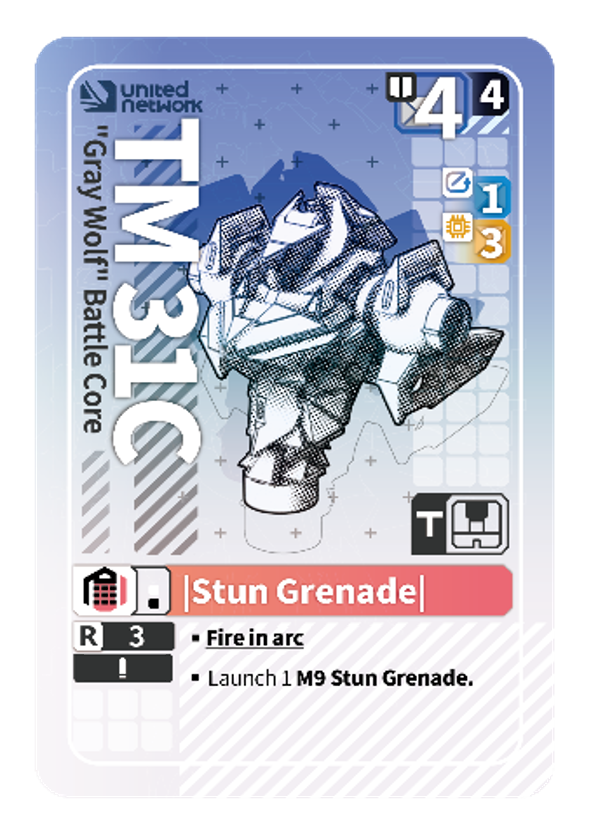 united
network
4
4
TM31C
"Gray Wolf" Battle Core
1
3
T
|Stun Grenade|
R 3
▪ Fire in arc
▪ Launch 1 M9 Stun Grenade.